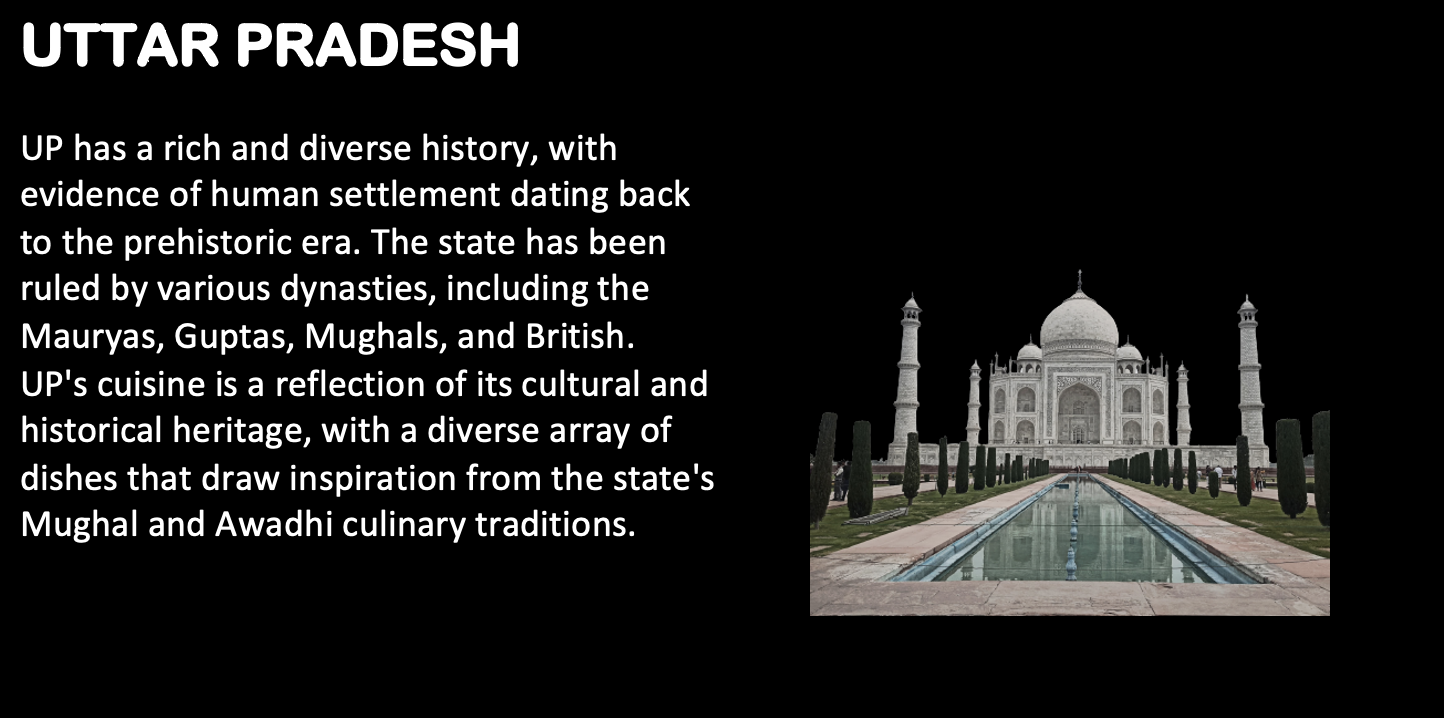 UTTAR PRADESH
UP has a rich and diverse history, with
evidence of human settlement dating back
to the prehistoric era. The state has been
ruled by various dynasties, including the
Mauryas, Guptas, Mughals, and British.
UP's cuisine is a reflection of its cultural and
historical heritage, with a diverse array of
dishes that draw inspiration from the state's
Mughal and Awadhi culinary traditions.